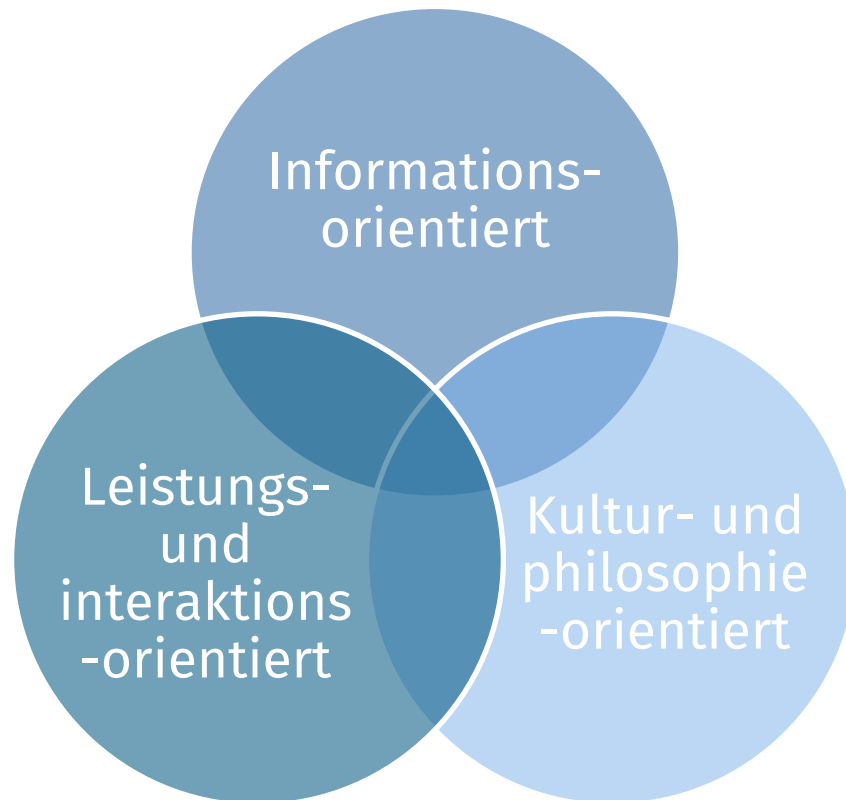 Informations-
orientiert
Leistungs-
und
interaktions
-orientiert
Kultur- und
philosophie
-orientiert